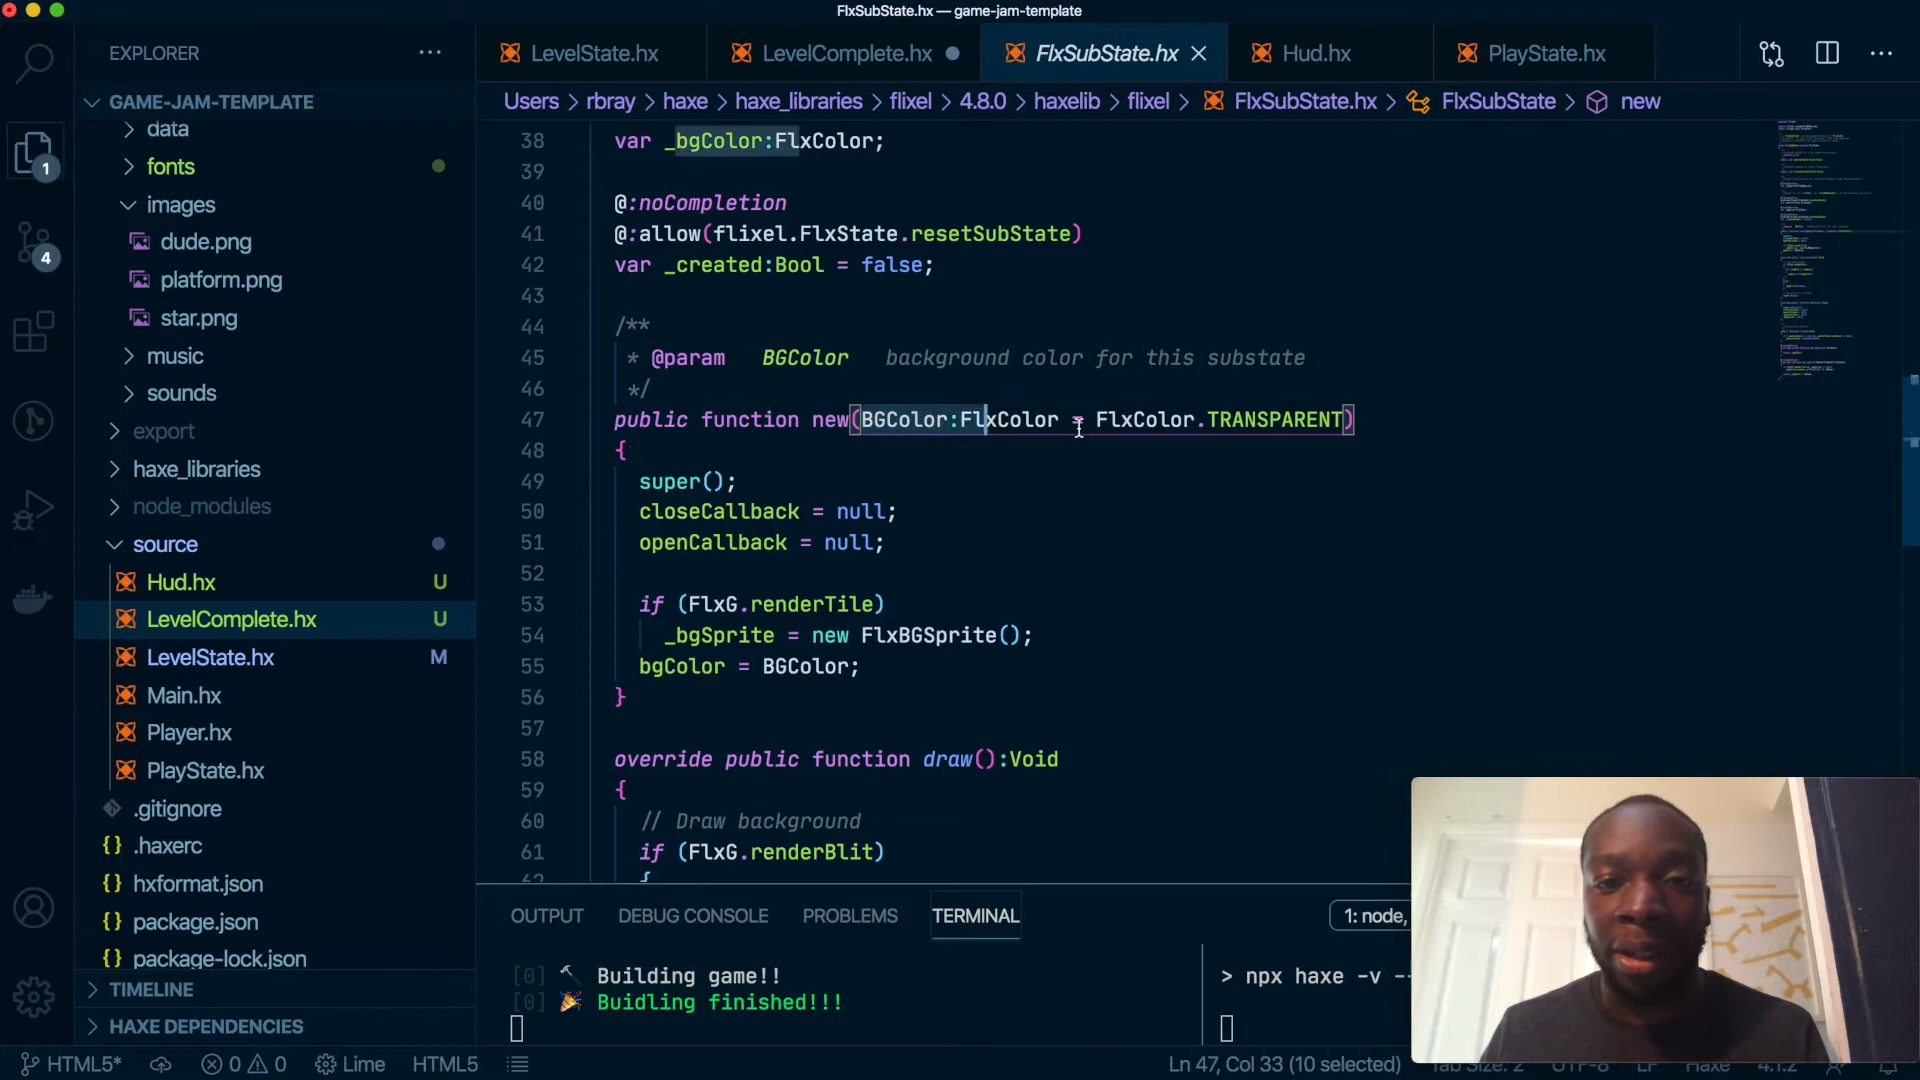 FlxSubState.hx — game-jam-template
EXPLORER
GAME-JAM-TEMPLATE
data
fonts
images
dude.png
platform.png
star.png
music
sounds
export
haxe_libraries
node_modules
source
Hud.hx U
LevelComplete.hx U
LevelState.hx M
Main.hx
Player.hx
PlayState.hx
.gitignore
{} .haxerc
{} hxformat.json
{} package.json
{} package-lock.json
TIMELINE
HAXE DEPENDENCIES
1
4
LevelState.hx LevelComplete.hx FlxSubState.hx Hud.hx PlayState.hx
Users > rbray > haxe > haxe_libraries > flixel > 4.8.0 > haxelib > flixel > FlxSubState.hx > FlxSubState > new
38 var _bgColor:FlxColor;
39
40 @:noCompletion
41 @:allow(flixel.FlxState.resetSubState)
42 var _created:Bool = false;
43
44 /**
45 * @param BGColor background color for this substate
46 */
47 public function new(BGColor:FlxColor = FlxColor.TRANSPARENT)
48 {
49 super();
50 closeCallback = null;
51 openCallback = null;
52
53 if (FlxG.renderTile)
54 _bgSprite = new FlxBGSprite();
55 bgColor = BGColor;
56 }
57
58 override public function draw():Void
59 {
60 // Draw background
61 if (FlxG.renderBlit)
62 {
OUTPUT DEBUG CONSOLE PROBLEMS TERMINAL 1: node,
[0] Building game!!
[0] Buidling finished!!!
> npx haxe -v --
HTML5* 0 0 Lime HTML5 Ln 47, Col 33 (10 selected) Tab Size: 2 UTF-8 LF Haxe 4.1.2